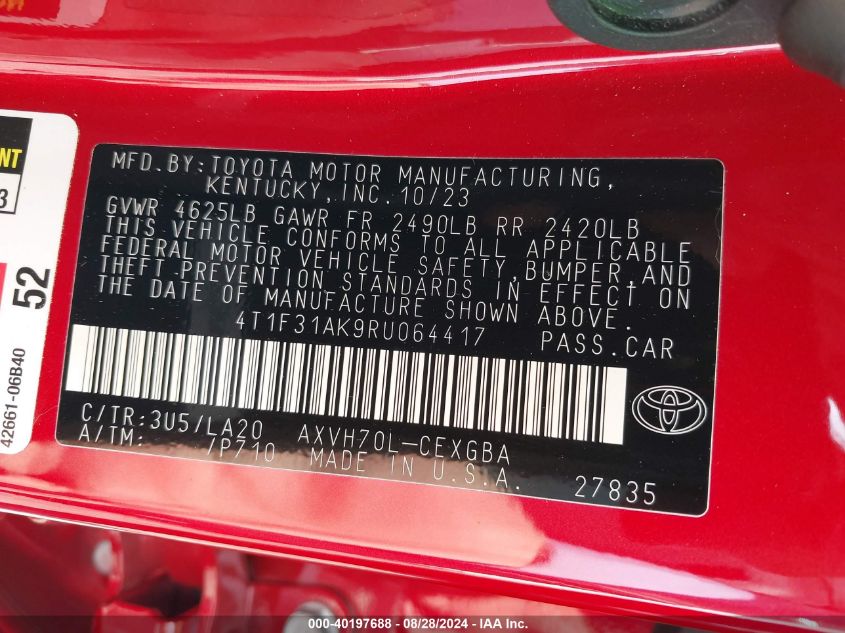 MFD.BY:TOYOTA MOTOR MANUFACTURING,
KENTUCKY,INC.10/23
GVWR 4625LB GAWR FR 2490LB RR 2420LB
THIS VEHICLE CONFORMS TO ALL APPLICABLE
FEDERAL MOTOR VEHICLE SAFETY,BUMPER,AND
THEFT PREVENTION STANDARDS IN EFFECT ON
THE DATE OF MANUFACTURE SHOWN ABOVE.
4T1F31AK9RU064417 PASS.CAR
C/TR:3U5/LA20 AXVH70L-CEXGBA
A/TM: /P710 MADE IN U.S.A. 27835
NT
3
52
42661-06B40
000-40197688 - 08/28/2024 - IAA Inc.